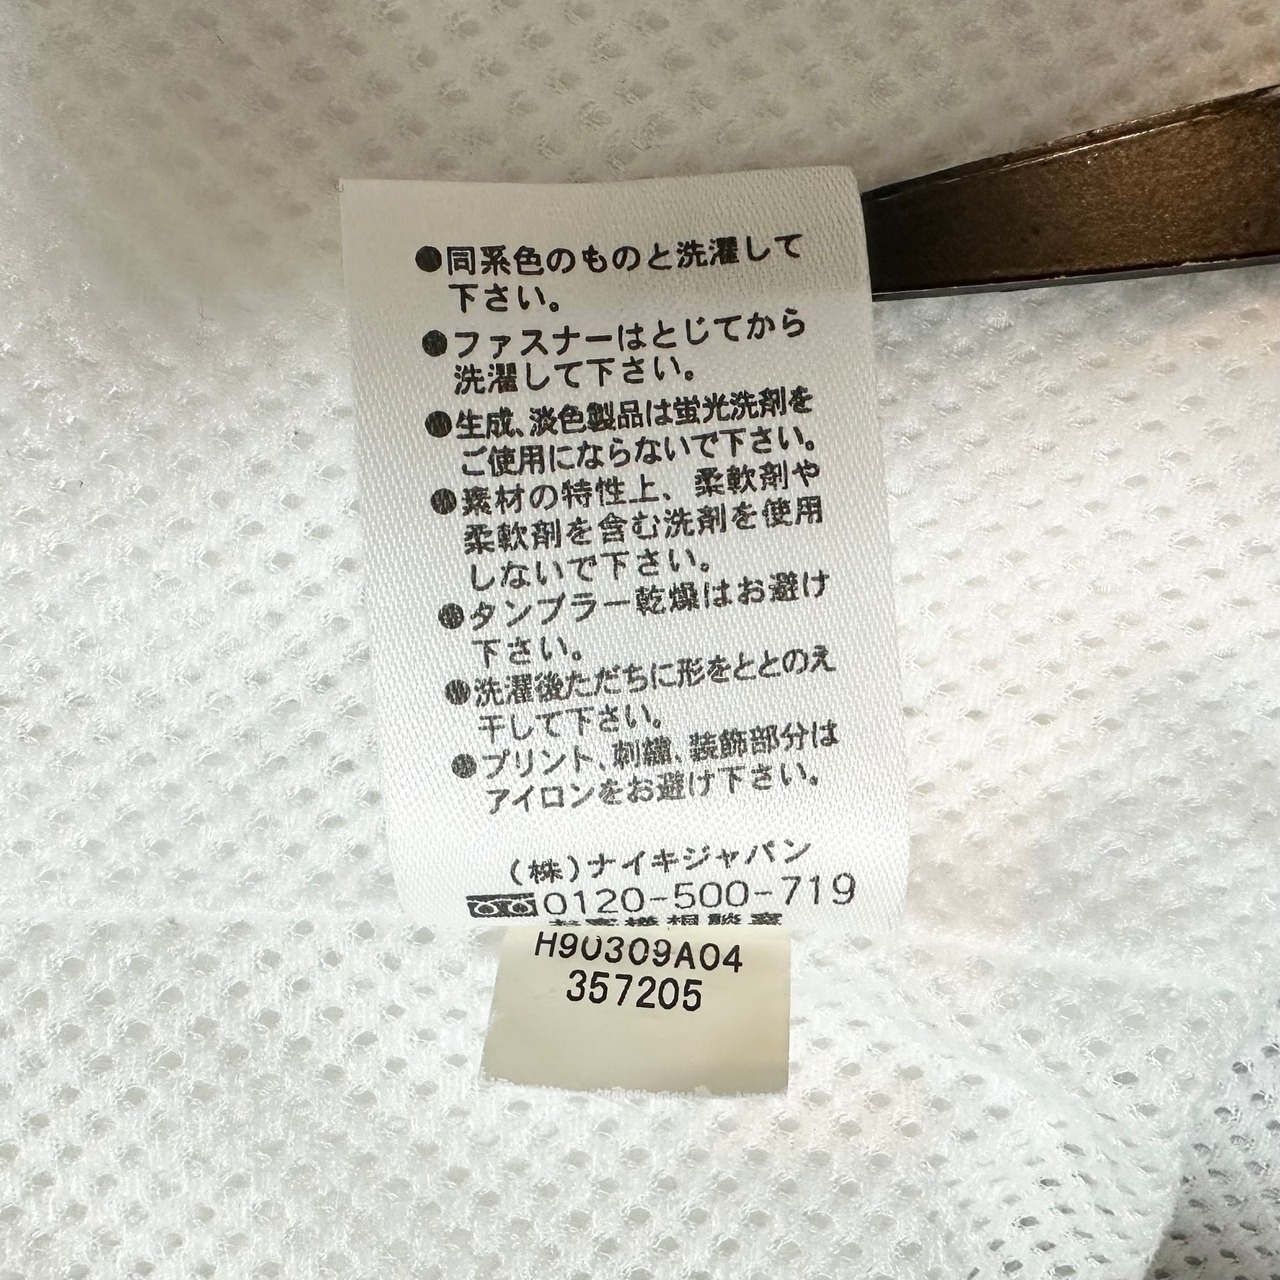 ●同系色のものと洗濯して
下さい。
●ファスナーはとじてから
洗濯して下さい。
●生成、淡色製品は蛍光洗剤を
ご使用にならないで下さい。
●素材の特性上、柔軟剤や
柔軟剤を含む洗剤を使用
しないで下さい。
●タンブラー乾燥はお避け
下さい。
●洗濯後ただちに形をととのえ
干して下さい。
●プリント、刺繍、装飾部分は
アイロンをお避け下さい。
(株)ナイキジャパン
0120-500-719
お客様相談室
H90309A04
357205